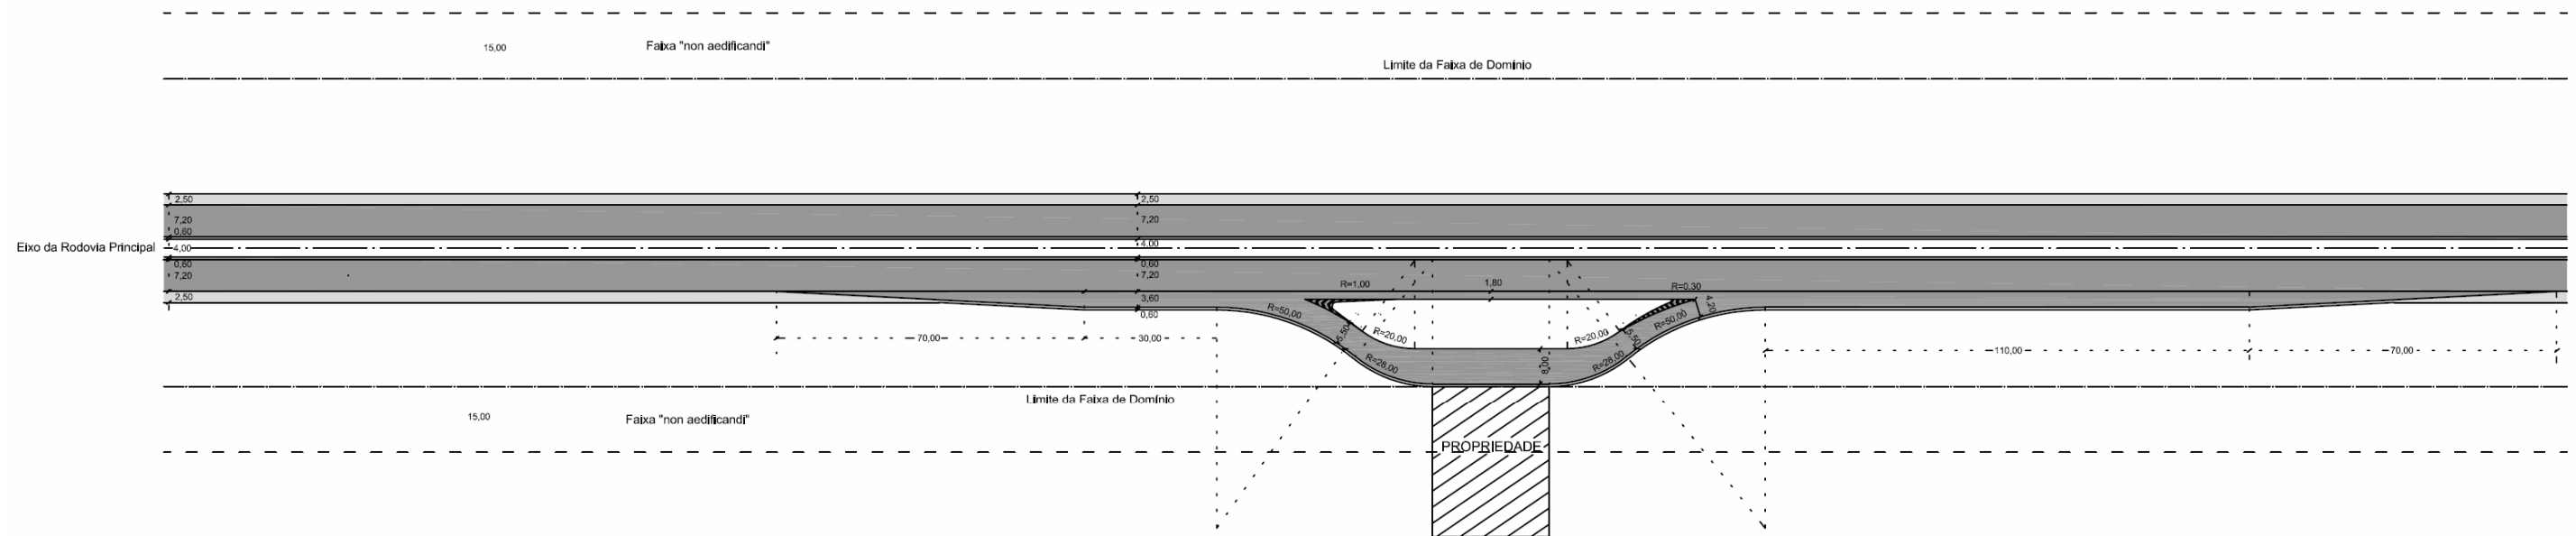 15,00
Faixa "non aedificandi"
Limite da Faixa de Domínio
2,50
2,50
7,20
7,20
0,60
Eixo da Rodovia Principal
4,00
4,00
0,60
0,60
7,20
7,20
R=1,00
1,80
R=0,30
2,50
3,60
4,20
0,60
R=50,00
R=50,00
5,50
R=20,00
R=20,00
5,50
70,00
30,00
110,00
70,00
R=28,00
8,00
R=28,00
Limite da Faixa de Domínio
15,00
Faixa "non aedificandi"
PROPRIEDADE